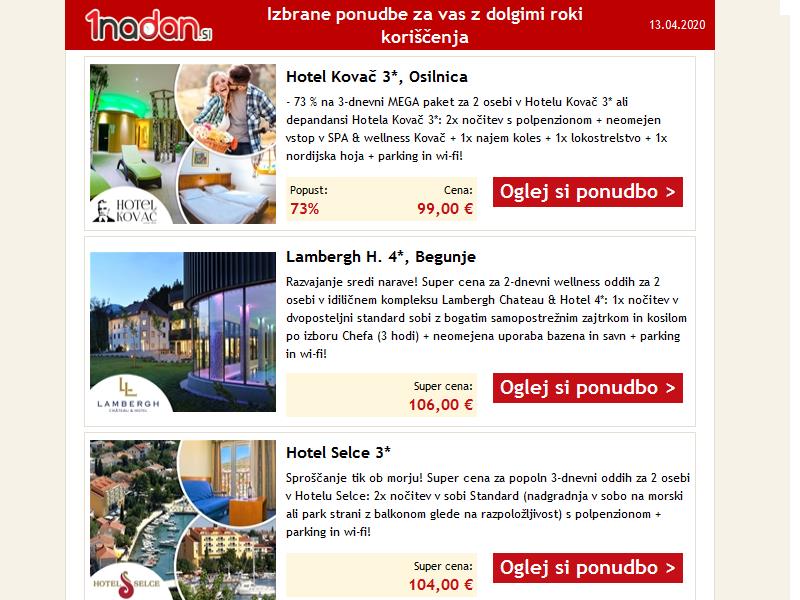 1nadan.si
Izbrane ponudbe za vas z dolgimi roki
koriščenja
13.04.2020
Hotel Kovač 3*, Osilnica
- 73 % na 3-dnevni MEGA paket za 2 osebi v Hotelu Kovač 3* ali
depandansi Hotela Kovač 3*: 2x nočitev s polpenzionom + neomejen
vstop v SPA & wellness Kovač + 1x najem koles + 1x lokostrelstvo + 1x
nordijska hoja + parking in wi-fi!
HOTEL
KOVAČ
Popust:
Cena:
73%
99,00 €
Oglej si ponudbo >
Lambergh H. 4*, Begunje
Razvajanje sredi narave! Super cena za 2-dnevni wellness oddih za 2
osebi v idiličnem kompleksu Lambergh Chateau & Hotel 4*: 1x nočitev v
dvoposteljni standard sobi z bogatim samopostrežnim zajtrkom in kosilom
po izboru Chefa (3 hodi) + neomejena uporaba bazena in savn + parking
in wi-fi!
LAMBERGH
CHÂTEAU & HOTEL
Super cena:
106,00 €
Oglej si ponudbo >
Hotel Selce 3*
Sproščanje tik ob morju! Super cena za popoln 3-dnevni oddih za 2 osebi
v Hotelu Selce: 2x nočitev v sobi Standard (nadgradnja v sobo na morski
ali park strani z balkonom glede na razpoložljivost) s polpenzionom +
parking in wi-fi!
HOTEL SELCE
Super cena:
104,00 €
Oglej si ponudbo >